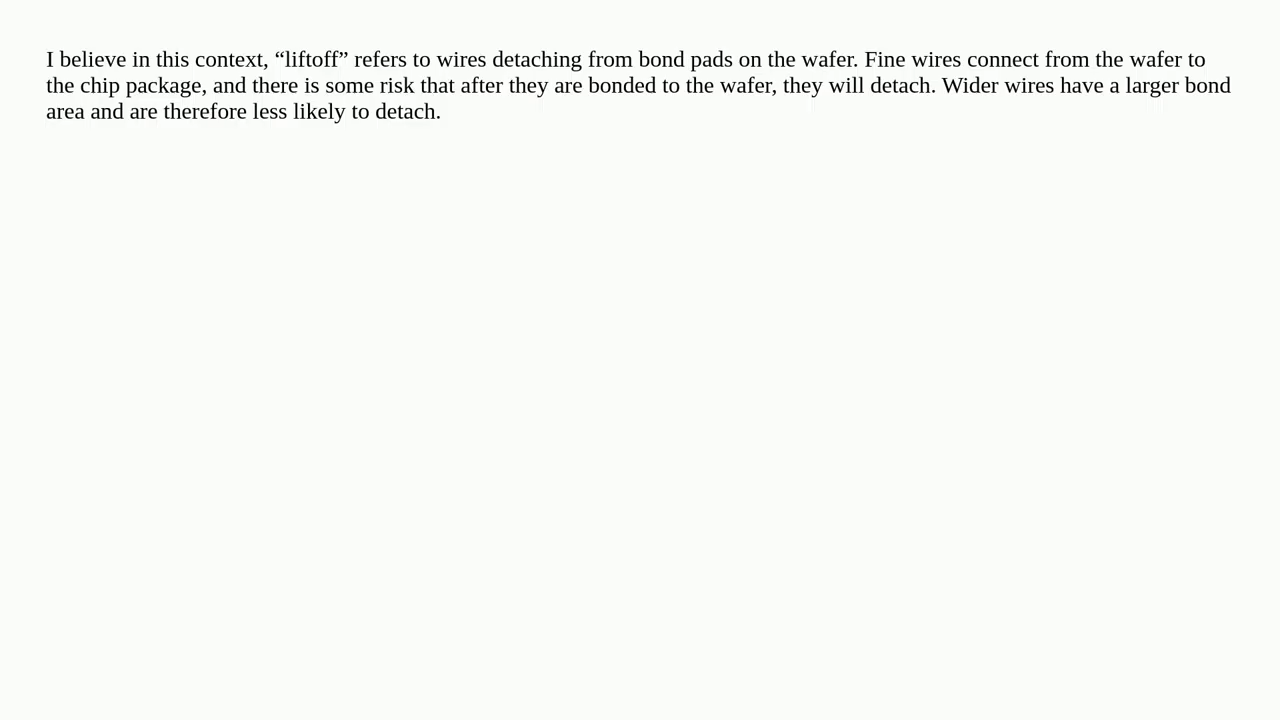 I believe in this context, “liftoff” refers to wires detaching from bond pads on the wafer. Fine wires connect from the wafer to
the chip package, and there is some risk that after they are bonded to the wafer, they will detach. Wider wires have a larger bond
area and are therefore less likely to detach.